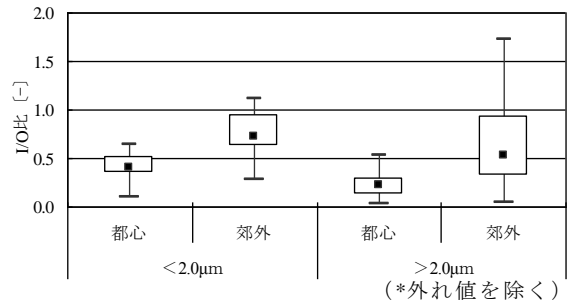 2.0
1.5
1.0
0.5
0.0
I/O比 [-]
都心 郊外 都心 郊外
＜2.0μm ＞2.0μm
(*外れ値を除く)